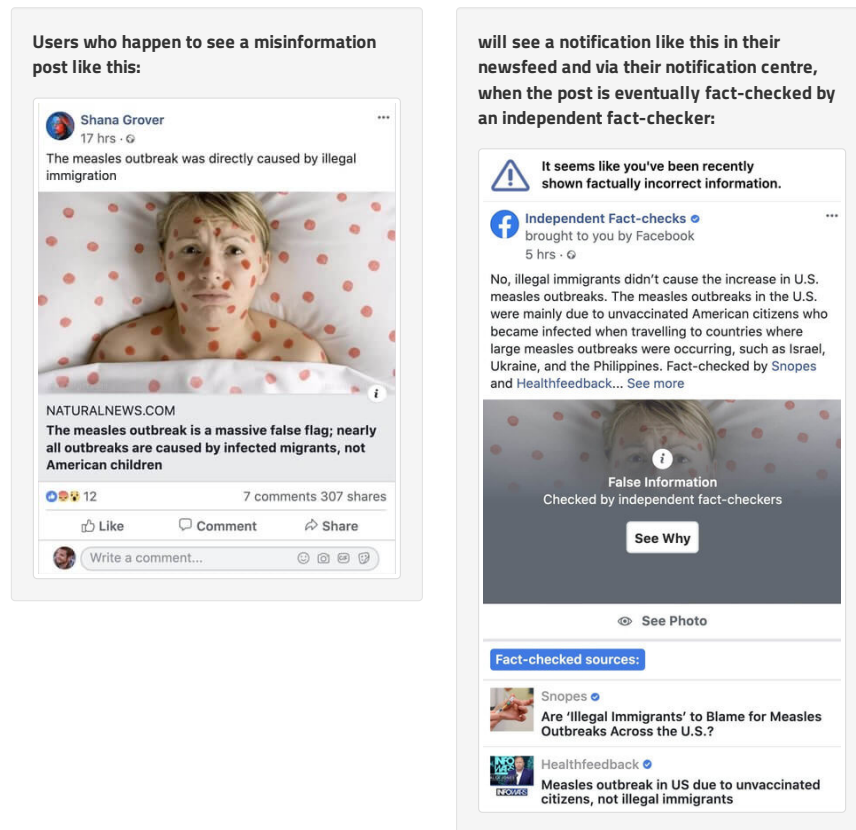 Users who happen to see a misinformation
post like this:
Shana Grover
17 hrs ·
The measles outbreak was directly caused by illegal
immigration
NATURALNEWS.COM
The measles outbreak is a massive false flag; nearly
all outbreaks are caused by infected migrants, not
American children
12
7 comments 307 shares
Like
Comment
Share
Write a comment...
will see a notification like this in their
newsfeed and via their notification centre,
when the post is eventually fact-checked by
an independent fact-checker:
It seems like you've been recently
shown factually incorrect information.
Independent Fact-checks
brought to you by Facebook
5 hrs ·
No, illegal immigrants didn't cause the increase in U.S.
measles outbreaks. The measles outbreaks in the U.S.
were mainly due to unvaccinated American citizens who
became infected when travelling to countries where
large measles outbreaks were occurring, such as Israel,
Ukraine, and the Philippines. Fact-checked by Snopes
and Healthfeedback... See more
False Information
Checked by independent fact-checkers
See Why
See Photo
Fact-checked sources:
Snopes
Are 'Illegal Immigrants' to Blame for Measles
Outbreaks Across the U.S.?
INFO
WARS
INFOWARS
Healthfeedback
Measles outbreak in US due to unvaccinated
citizens, not illegal immigrants